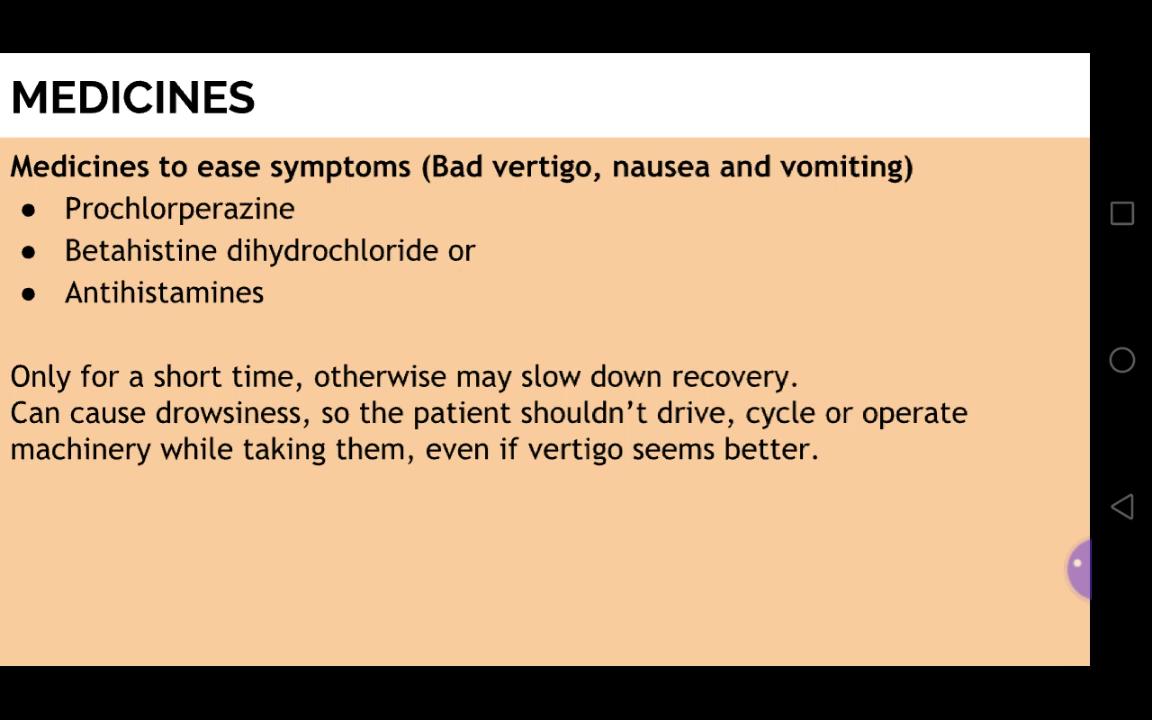 MEDICINES
Medicines to ease symptoms (Bad vertigo, nausea and vomiting)
● Prochlorperazine
● Betahistine dihydrochloride or
● Antihistamines
Only for a short time, otherwise may slow down recovery.
Can cause drowsiness, so the patient shouldn’t drive, cycle or operate
machinery while taking them, even if vertigo seems better.